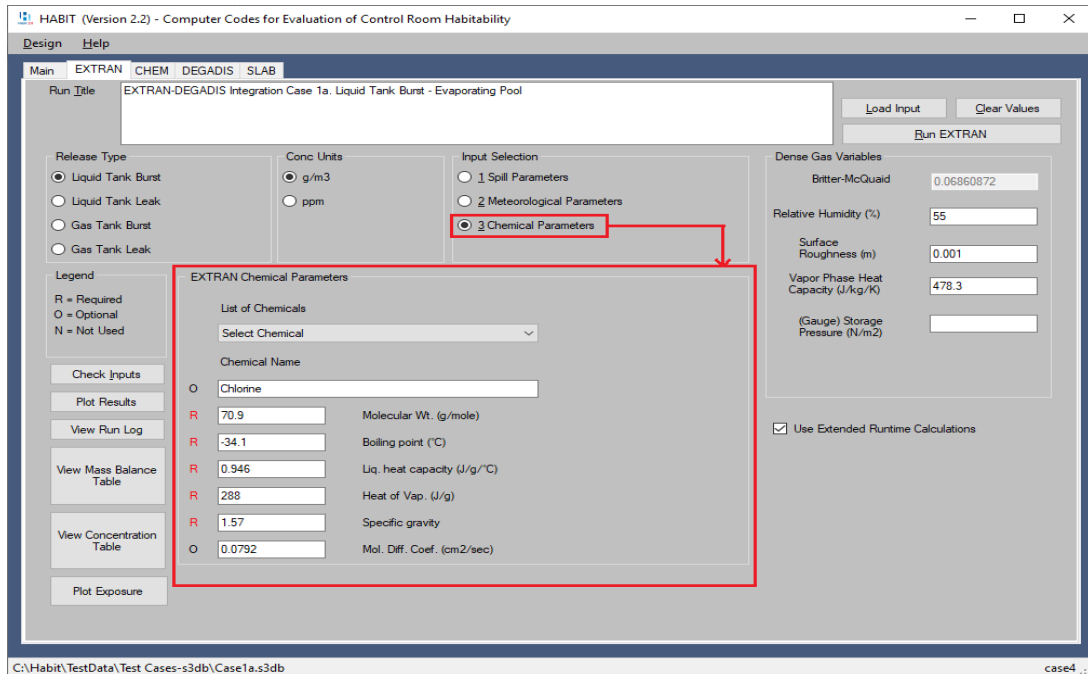 HABIT (Version 2.2) - Computer Codes for Evaluation of Control Room Habitability
Design Help
Main EXTRAN CHEM DEGADIS SLAB
Run Title
EXTRAN-DEGADIS Integration Case 1a. Liquid Tank Burst - Evaporating Pool
Load Input Clear Values
Run EXTRAN
Release Type
Liquid Tank Burst
Liquid Tank Leak
Gas Tank Burst
Gas Tank Leak
Conc Units
g/m3
ppm
Input Selection
1 Spill Parameters
2 Meteorological Parameters
3 Chemical Parameters
Dense Gas Variables
Britter-McQuaid 0.06860872
Relative Humidity (%) 55
Surface
Roughness (m) 0.001
Vapor Phase Heat
Capacity (J/kg/K) 478.3
(Gauge) Storage
Pressure (N/m2)
Use Extended Runtime Calculations
Legend
R = Required
O = Optional
N = Not Used
Check Inputs
Plot Results
View Run Log
View Mass Balance
Table
View Concentration
Table
Plot Exposure
EXTRAN Chemical Parameters
List of Chemicals
Select Chemical
Chemical Name
O Chlorine
R 70.9 Molecular Wt. (g/mole)
R -34.1 Boiling point (°C)
R 0.946 Liq. heat capacity (J/g/°C)
R 288 Heat of Vap. (J/g)
R 1.57 Specific gravity
O 0.0792 Mol. Diff. Coef. (cm2/sec)
C:\Habit\TestData\Test Cases-s3db\Case1a.s3db case4